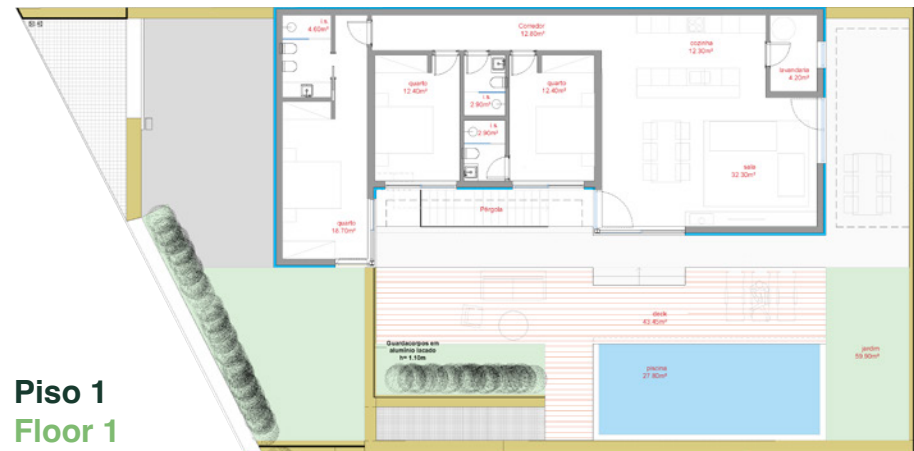 i.s.
4.60m²
Corredor
12.60m²
cozinha
12.30m²
lavandaria
4.20m²
quarto
12.40m²
i.s.
2.90m²
quarto
12.40m²
i.s.
2.90m²
sala
32.30m²
Pérgola
quarto
16.70m²
deck
43.40m²
Guardacorpos em
alumínio lacado
h= 1.10m
piscina
27.80m²
jardim
59.90m²
Piso 1
Floor 1